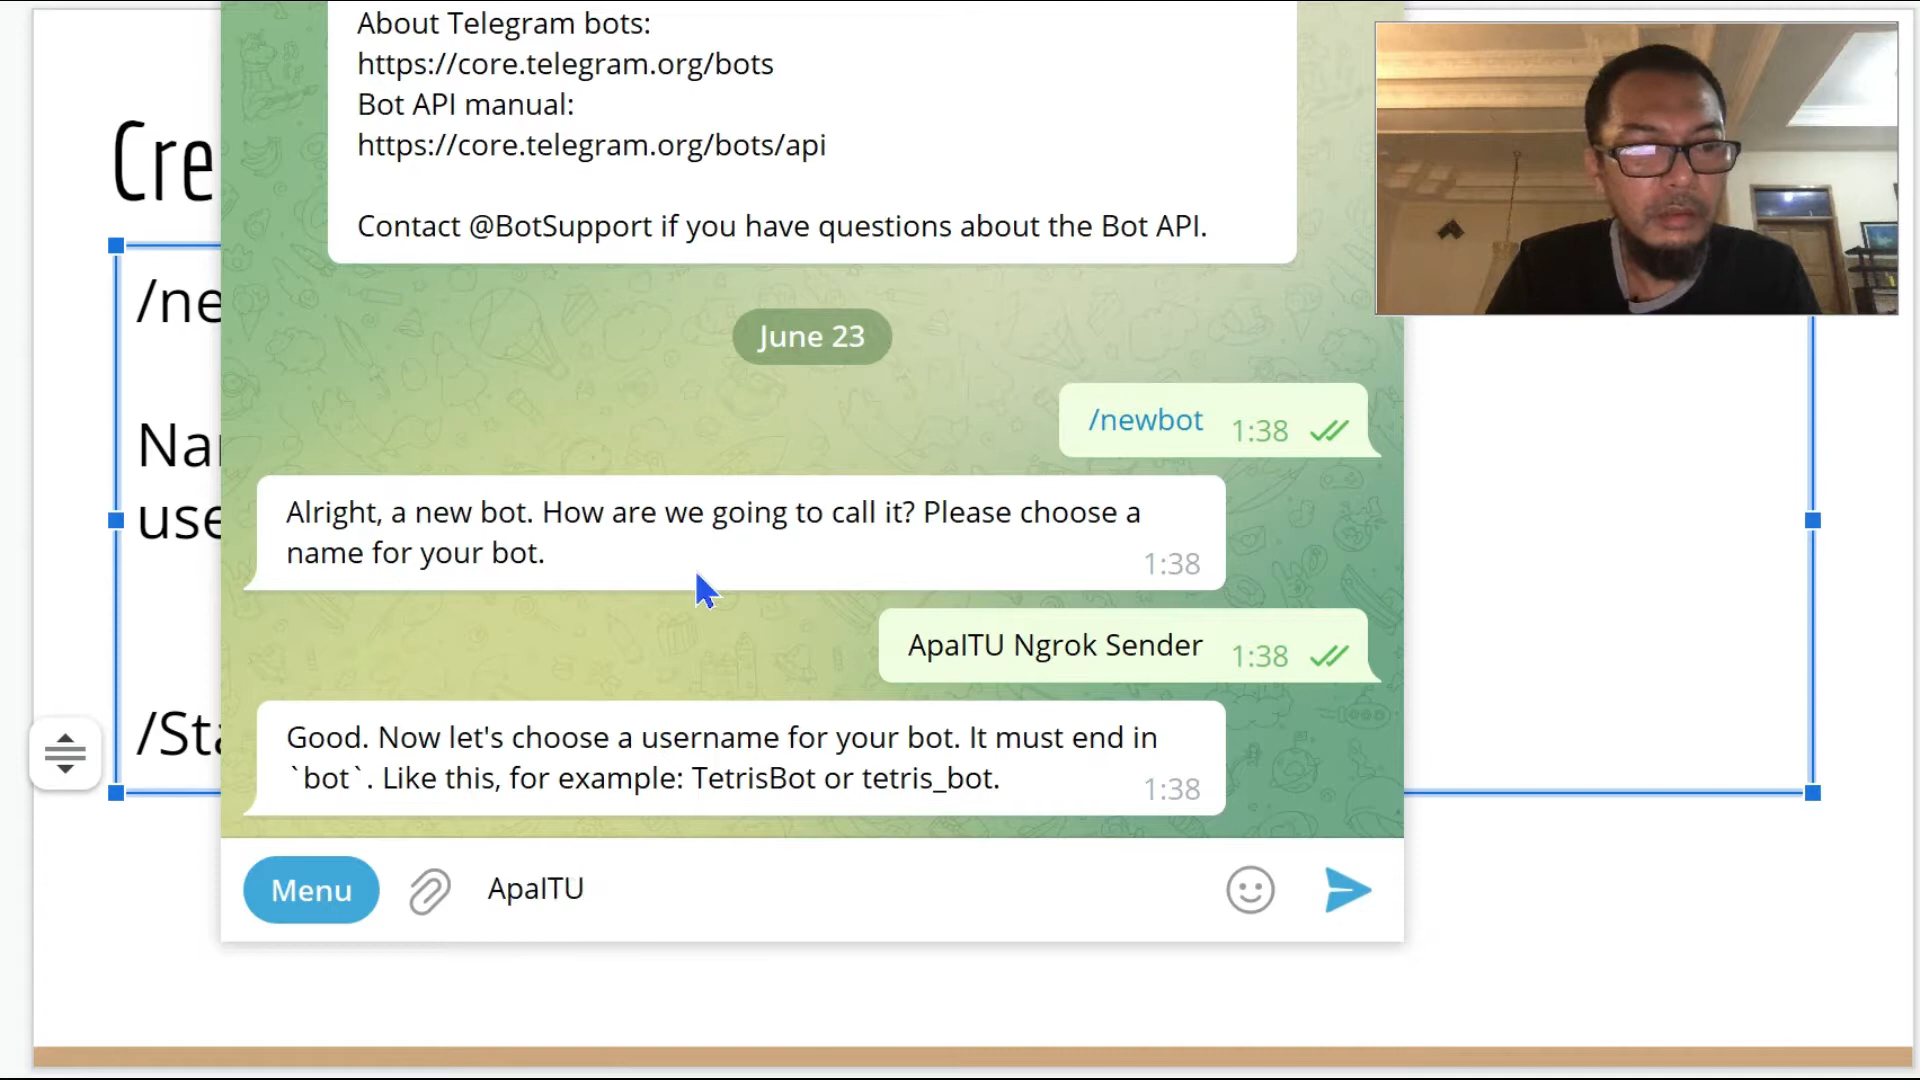 About Telegram bots:
https://core.telegram.org/bots
Bot API manual:
https://core.telegram.org/bots/api
Contact @BotSupport if you have questions about the Bot API.
Cre
June 23
/ne
/newbot 1:38
Nar
Alright, a new bot. How are we going to call it? Please choose a
name for your bot. 1:38
use
ApaITU Ngrok Sender 1:38
/Sta
Good. Now let's choose a username for your bot. It must end in
`bot`. Like this, for example: TetrisBot or tetris_bot. 1:38
Menu
ApaITU